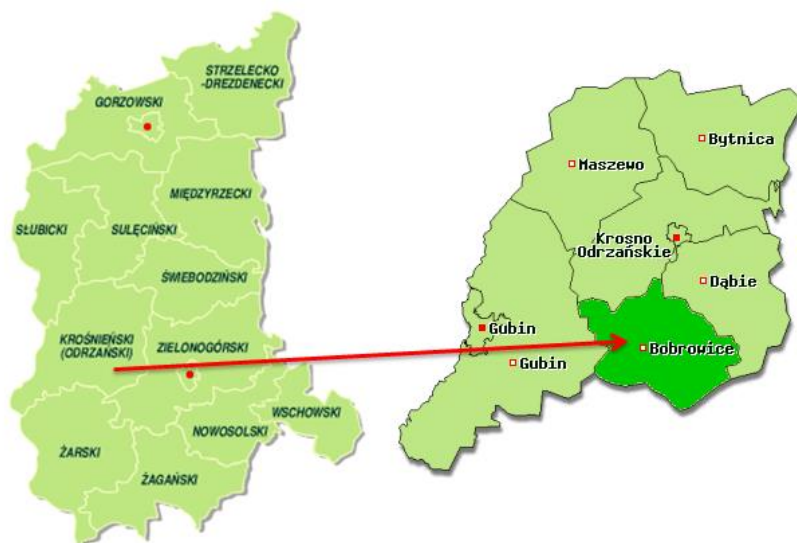 STRZELECKO
-DREZDENECKI
GORZOWSKI
MIĘDZYRZECKI
SŁUBICKI
SULĘCIŃSKI
ŚWIEBODZIŃSKI
KROŚNIEŃSKI
(ODRZAŃSKI)
ZIELONOGÓRSKI
WSCHOWSKI
NOWOSOLSKI
ŻARSKI
ŻAGAŃSKI
Bytnica
Maszewo
Krosno
Odrzańskie
Dąbie
Gubin
Bobrowice
Gubin